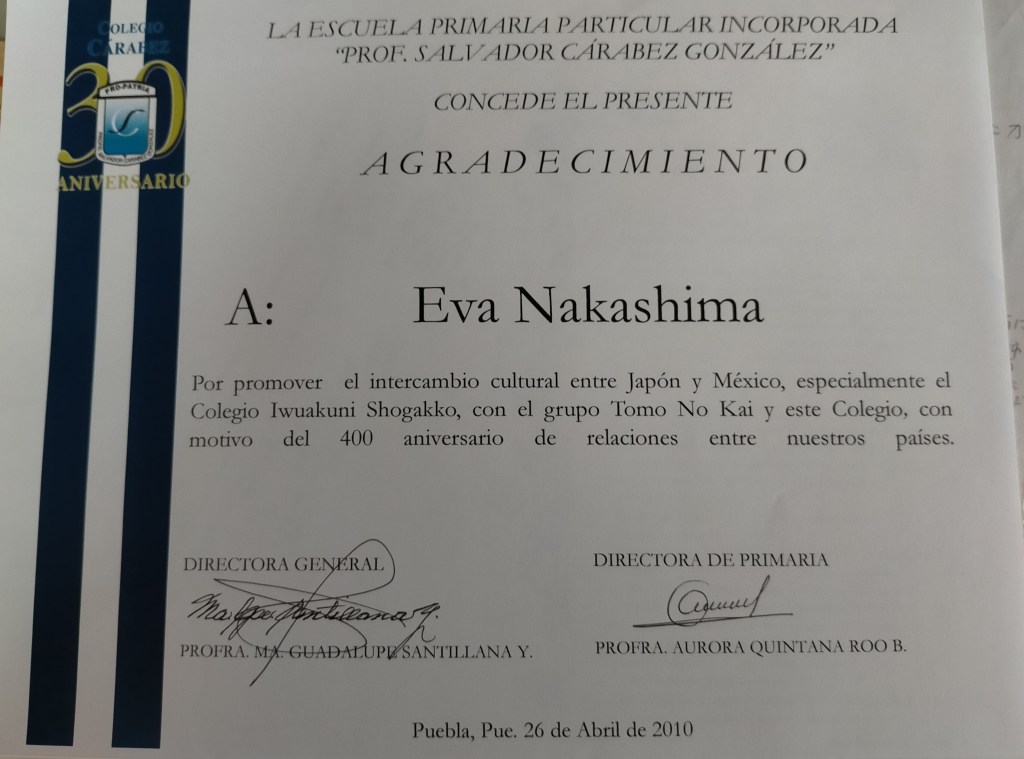 COLEGIO
CÁRABEZ
30
PRO-PATRIA
ANIVERSARIO
LA ESCUELA PRIMARIA PARTICULAR INCORPORADA
“PROF. SALVADOR CÁRABEZ GONZÁLEZ”
CONCEDE EL PRESENTE
AGRADECIMIENTO
A: Eva Nakashima
Por promover el intercambio cultural entre Japón y México, especialmente el
Colegio Iwuakuni Shogakko, con el grupo Tomo No Kai y este Colegio, con
motivo del 400 aniversario de relaciones entre nuestros países.
DIRECTORA GENERAL
PROFRA. MA. GUADALUPE SANTILLANA Y.
DIRECTORA DE PRIMARIA
PROFRA. AURORA QUINTANA ROO B.
Puebla, Pue. 26 de Abril de 2010